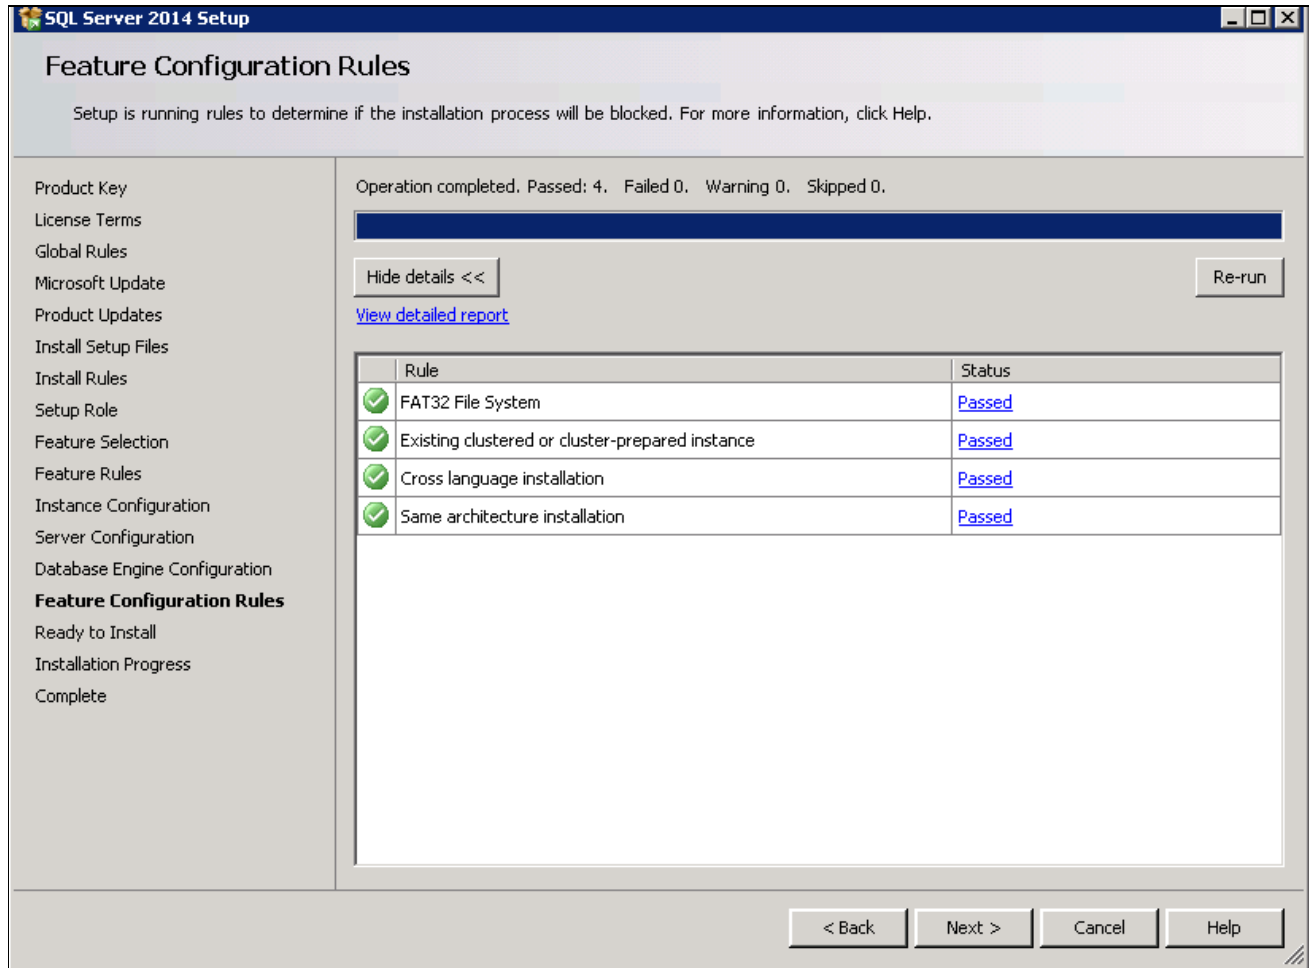 SQL Server 2014 Setup
Feature Configuration Rules
Setup is running rules to determine if the installation process will be blocked. For more information, click Help.
Product Key
License Terms
Global Rules
Microsoft Update
Product Updates
Install Setup Files
Install Rules
Setup Role
Feature Selection
Feature Rules
Instance Configuration
Server Configuration
Database Engine Configuration
Feature Configuration Rules
Ready to Install
Installation Progress
Complete
Operation completed. Passed: 4. Failed 0. Warning 0. Skipped 0.
Hide details << Re-run
View detailed report
Rule Status
FAT32 File System Passed
Existing clustered or cluster-prepared instance Passed
Cross language installation Passed
Same architecture installation Passed
< Back Next > Cancel Help